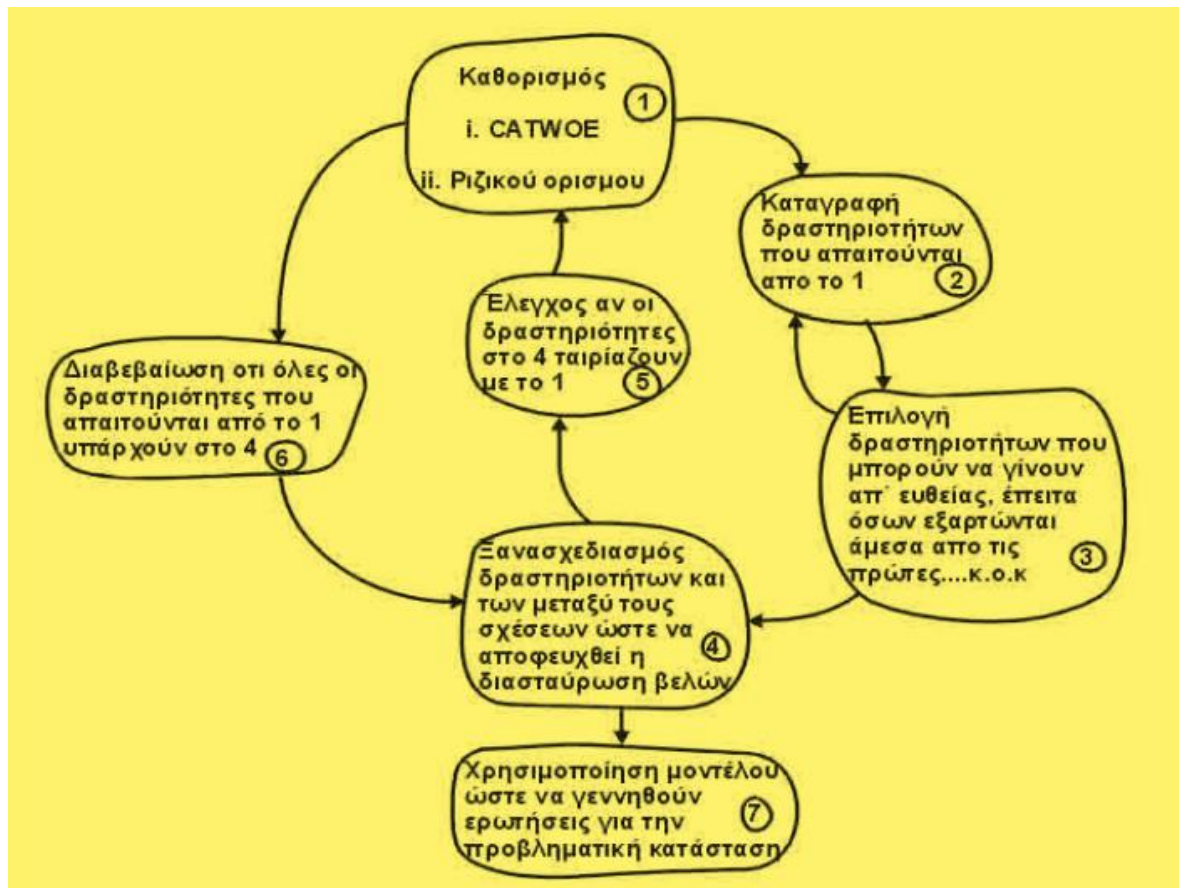 Καθορισμός
1
i. CATWOE
ii. Ριζικού ορισμου
Καταγραφή
δραστηριοτήτων
που απαιτούνται
απο το 1
2
Επιλογή
δραστηριοτήτων που
μπορούν να γίνουν
απ΄ ευθείας, έπειτα
όσων εξαρτώνται
άμεσα απο τις
πρώτες....κ.ο.κ
3
Ξανασχεδιασμός
δραστηριοτήτων και
των μεταξύ τους
σχέσεων ώστε να
αποφευχθεί η
διασταύρωση βελών
4
Έλεγχος αν οι
δραστηριότητες
στο 4 ταιρίαζουν
με το 1
5
Διαβεβαίωση οτι όλες οι
δραστηριότητες που
απαιτούνται από το 1
υπάρχούν στο 4
6
Χρησιμοποίηση μοντέλου
ώστε να γεννηθούν
ερωτήσεις για την
προβληματική κατάσταση
7